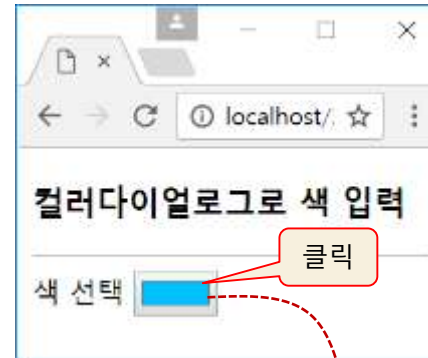 localhost/
컬러다이얼로그로 색 입력
클릭
색 선택